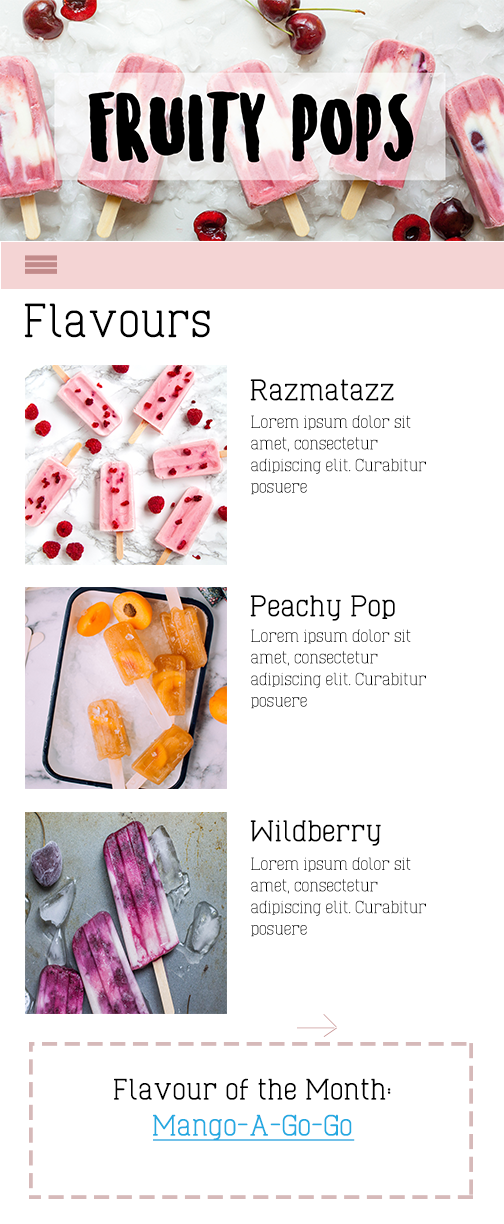 FRUITY POPS
Flavours
Razmatazz
Lorem ipsum dolor sit
amet, consectetur
adipiscing elit. Curabitur
posuere
Peachy Pop
Lorem ipsum dolor sit
amet, consectetur
adipiscing elit. Curabitur
posuere
Wildberry
Lorem ipsum dolor sit
amet, consectetur
adipiscing elit. Curabitur
posuere
Flavour of the Month:
Mango-A-Go-Go